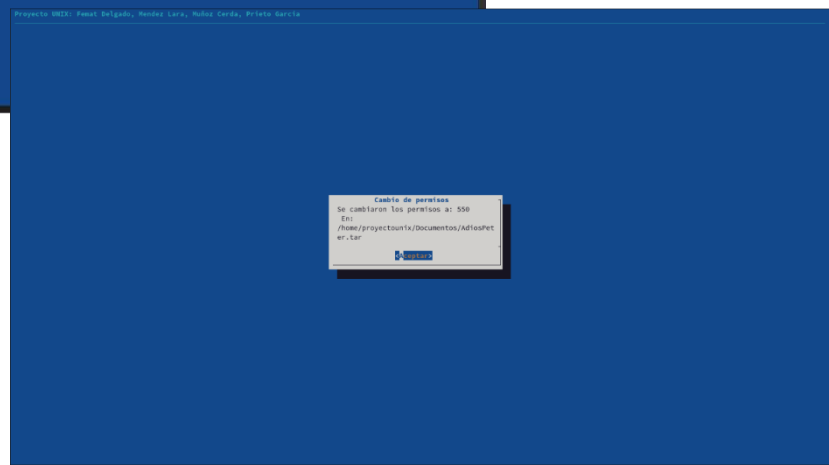 Proyecto UNIX: Pemat Delgado, Mendez Lara, Muñoz Cerda, Prieto Garcia
Cambio de permisos
Se cambiaron los permisos a: 550
En:
/home/proyectounix/Documentos/AdiosPet
er.tar
<Aceptar>